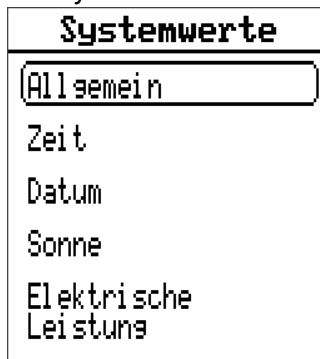 Systemwerte
Allgemein
Zeit
Datum
Sonne
Elektrische
Leistung